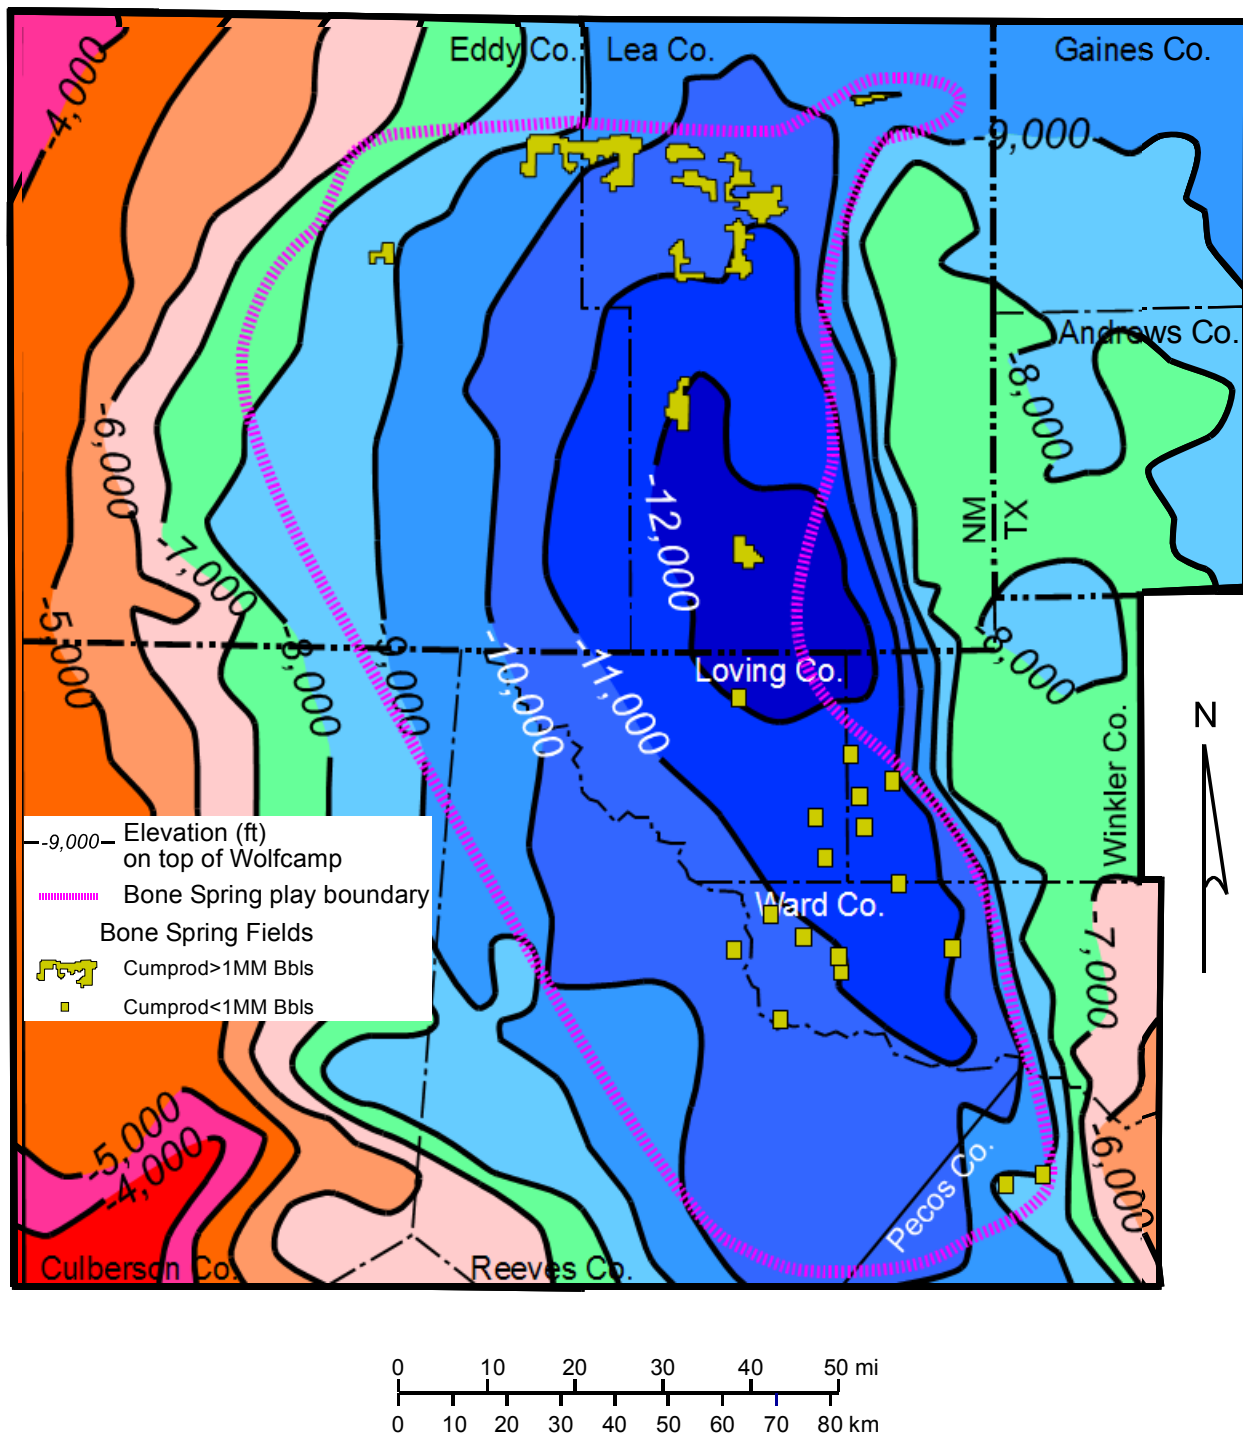 Eddy Co.
Lea Co.
Gaines Co.
-4,000
-9,000
Andrews Co.
-8,000
-6,000
-12,000
NM
TX
-7,000
-5,000
-8,000
-9,000
-10,000
-11,000
-8,000
Loving Co.
Winkler Co.
N
-9,000
Elevation (ft)
on top of Wolfcamp
Bone Spring play boundary
Bone Spring Fields
Cumprod>1MM Bbls
Cumprod<1MM Bbls
Ward Co.
-7,000
-5,000
-4,000
-6,000
Pecos Co.
Culberson Co.
Reeves Co.
0 10 20 30 40 50 mi
0 10 20 30 40 50 60 70 80 km